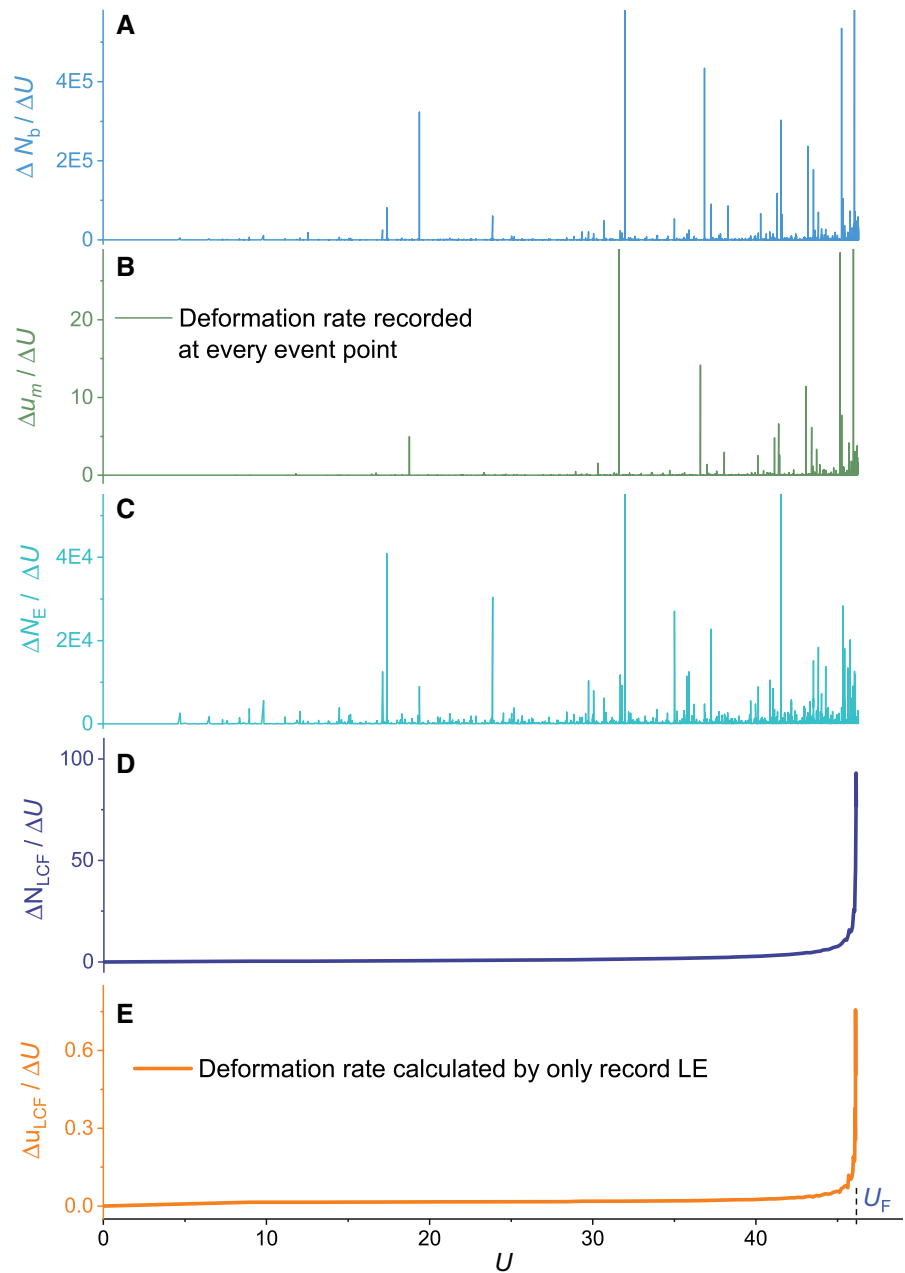 A
Δ N_b / ΔU
4E5
2E5
0
B
Δu_m / ΔU
20
10
0
Deformation rate recorded
at every event point
C
ΔN_E / ΔU
4E4
2E4
0
D
ΔN_LCF / ΔU
100
50
0
E
Δu_LCF / ΔU
0.6
0.3
0.0
Deformation rate calculated by only record LE
U_F
0 10 20 30 40
U